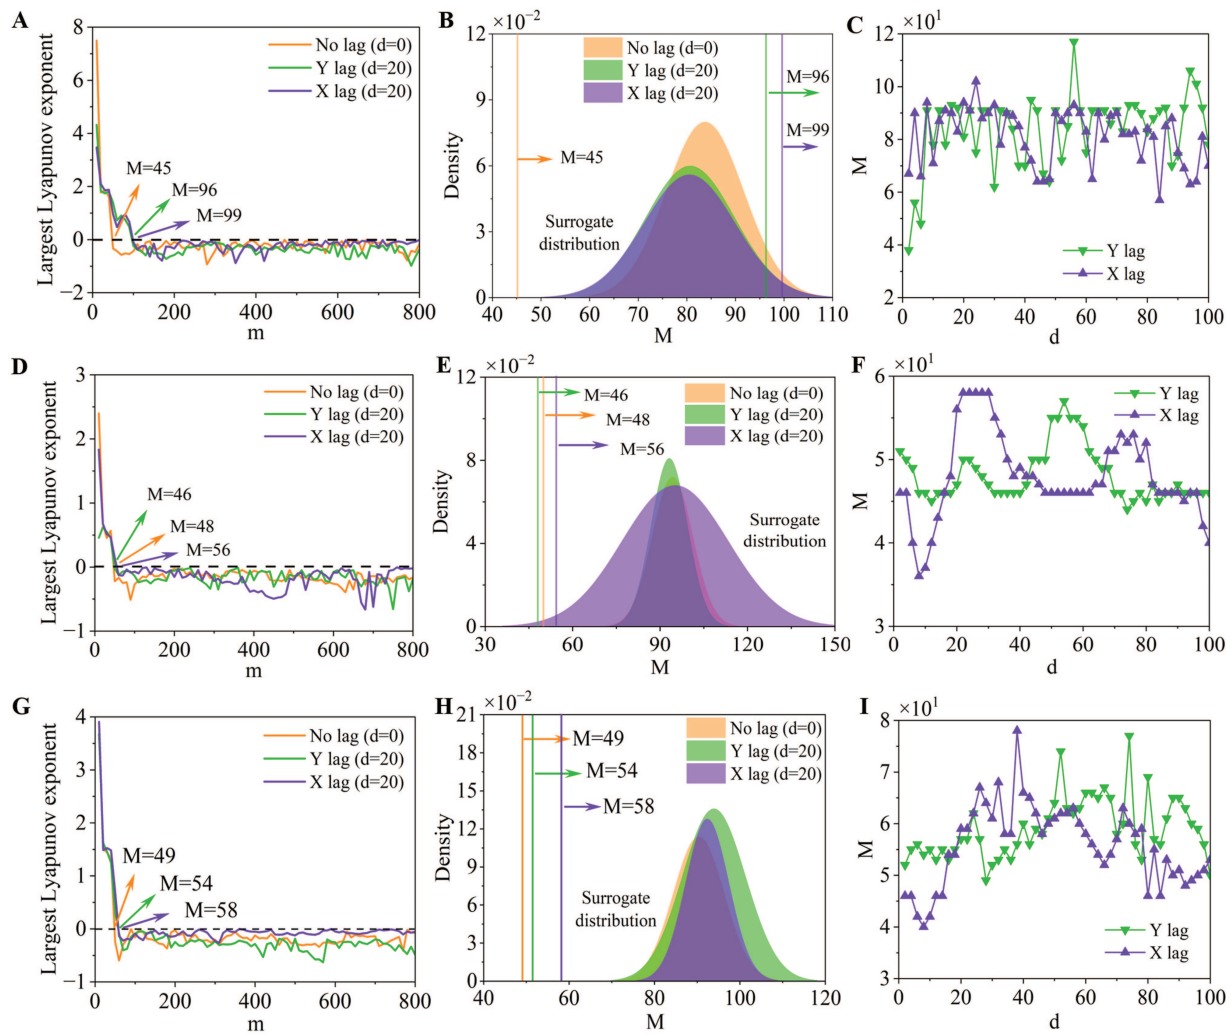 A
8
6
4
2
0
−2
0
200
400
600
800
Largest Lyapunov exponent
m
No lag (d=0)
Y lag (d=20)
X lag (d=20)
M=45
M=96
M=99
B
×10⁻²
12
9
6
3
0
40
50
60
70
80
90
100
110
Density
M
No lag (d=0)
Y lag (d=20)
X lag (d=20)
M=96
M=99
M=45
Surrogate
distribution
C
×10¹
12
10
8
6
4
2
0
20
40
60
80
100
M
d
Y lag
X lag
D
3
2
1
0
−1
0
200
400
600
800
Largest Lyapunov exponent
m
No lag (d=0)
Y lag (d=20)
X lag (d=20)
M=46
M=48
M=56
E
×10⁻²
12
8
4
0
30
60
90
120
150
Density
M
M=46
M=48
M=56
No lag (d=0)
Y lag (d=20)
X lag (d=20)
Surrogate
distribution
F
×10¹
6
5
4
3
0
20
40
60
80
100
M
d
Y lag
X lag
G
4
3
2
1
0
−1
0
200
400
600
800
Largest Lyapunov exponent
m
No lag (d=0)
Y lag (d=20)
X lag (d=20)
M=49
M=54
M=58
H
×10⁻²
21
18
15
12
9
6
3
0
40
60
80
100
120
Density
M
M=49
M=54
M=58
No lag (d=0)
Y lag (d=20)
X lag (d=20)
Surrogate
distribution
I
×10¹
8
7
6
5
4
3
0
20
40
60
80
100
M
d
Y lag
X lag